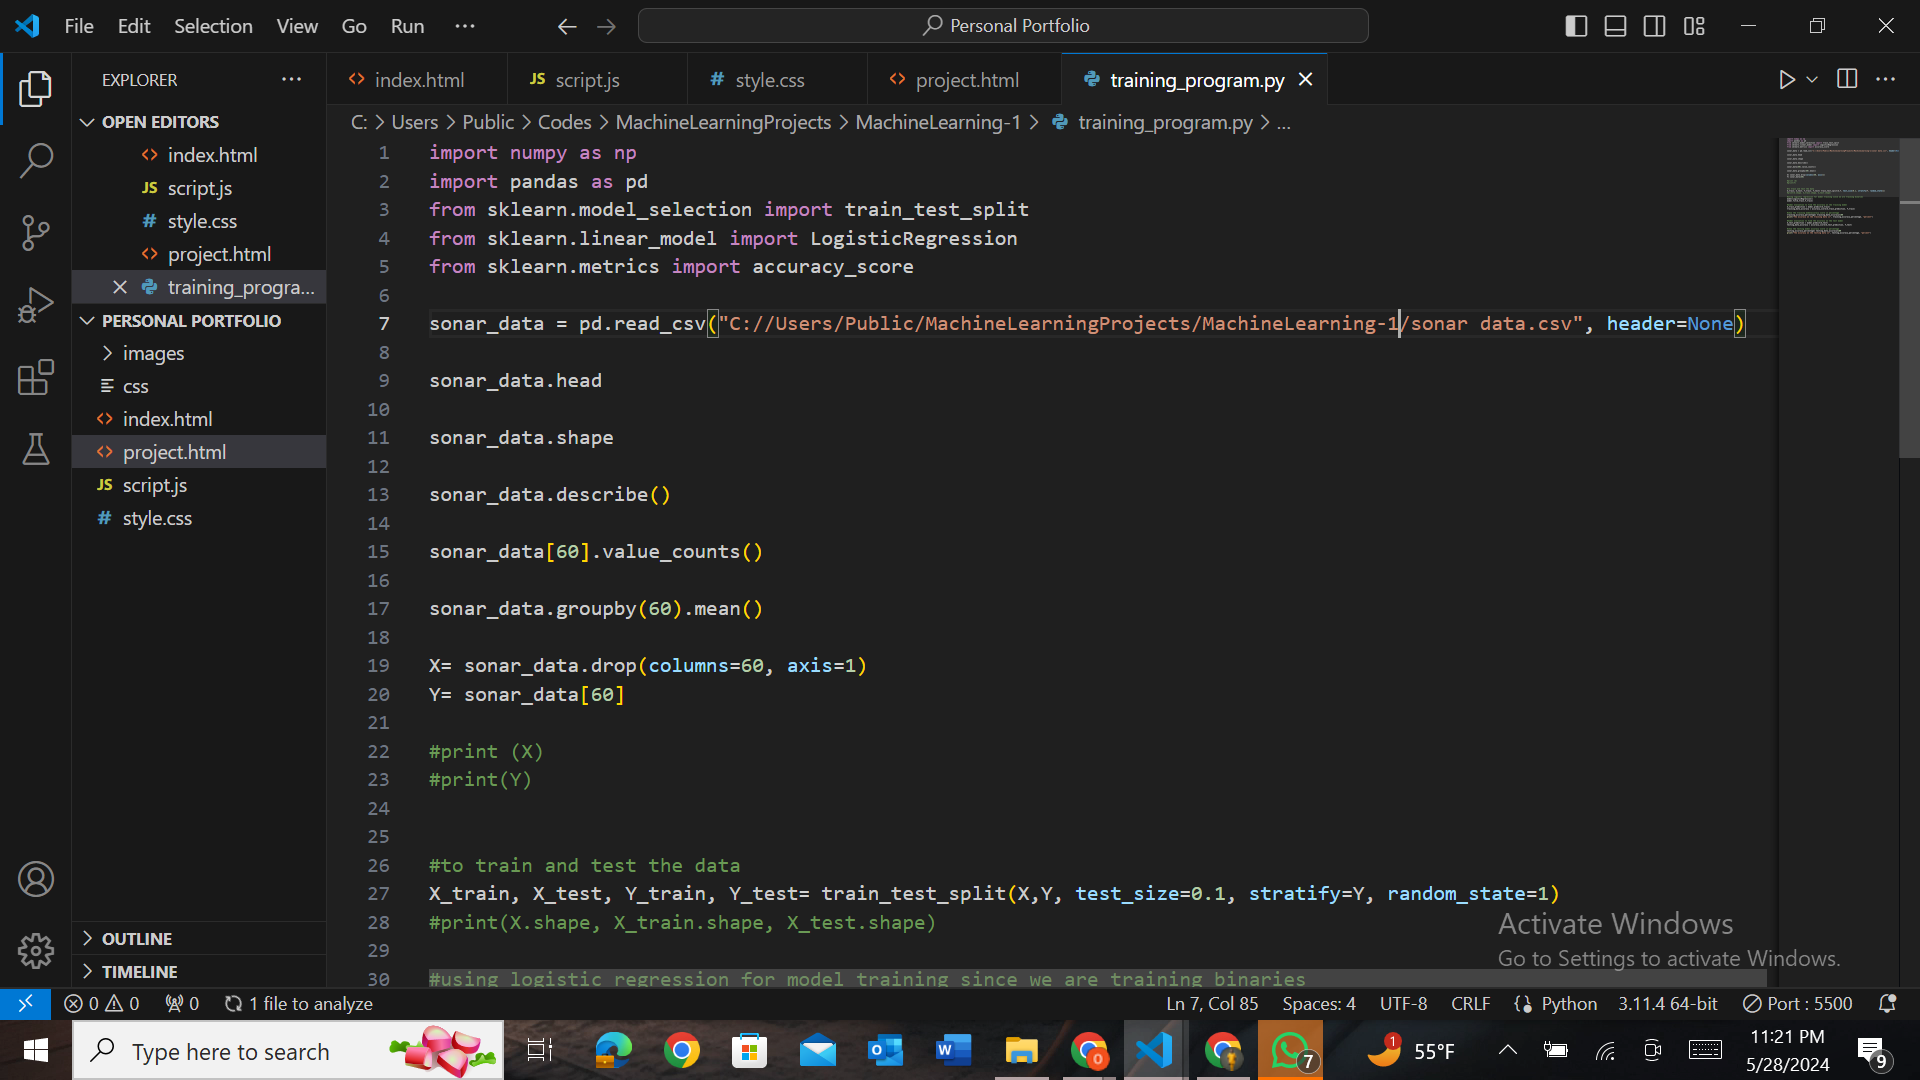 File Edit Selection View Go Run ···
Personal Portfolio
EXPLORER
OPEN EDITORS
index.html
script.js
style.css
project.html
training_progra...
PERSONAL PORTFOLIO
images
css
index.html
project.html
script.js
style.css
OUTLINE
TIMELINE
index.html
JS script.js
# style.css
project.html
training_program.py
C: > Users > Public > Codes > MachineLearningProjects > MachineLearning-1 > training_program.py > ...
1 import numpy as np
2 import pandas as pd
3 from sklearn.model_selection import train_test_split
4 from sklearn.linear_model import LogisticRegression
5 from sklearn.metrics import accuracy_score
6
7 sonar_data = pd.read_csv("C://Users/Public/MachineLearningProjects/MachineLearning-1/sonar data.csv", header=None)
8
9 sonar_data.head
10
11 sonar_data.shape
12
13 sonar_data.describe()
14
15 sonar_data[60].value_counts()
16
17 sonar_data.groupby(60).mean()
18
19 X= sonar_data.drop(columns=60, axis=1)
20 Y= sonar_data[60]
21
22 #print (X)
23 #print(Y)
24
25
26 #to train and test the data
27 X_train, X_test, Y_train, Y_test= train_test_split(X,Y, test_size=0.1, stratify=Y, random_state=1)
28 #print(X.shape, X_train.shape, X_test.shape)
29
30 #using logistic regression for model training since we are training binaries
Activate Windows
Go to Settings to activate Windows.
0 0 0 1 file to analyze
Ln 7, Col 85 Spaces: 4 UTF-8 CRLF {} Python 3.11.4 64-bit Port : 5500
Type here to search
7
1
55°F
11:21 PM
5/28/2024
9